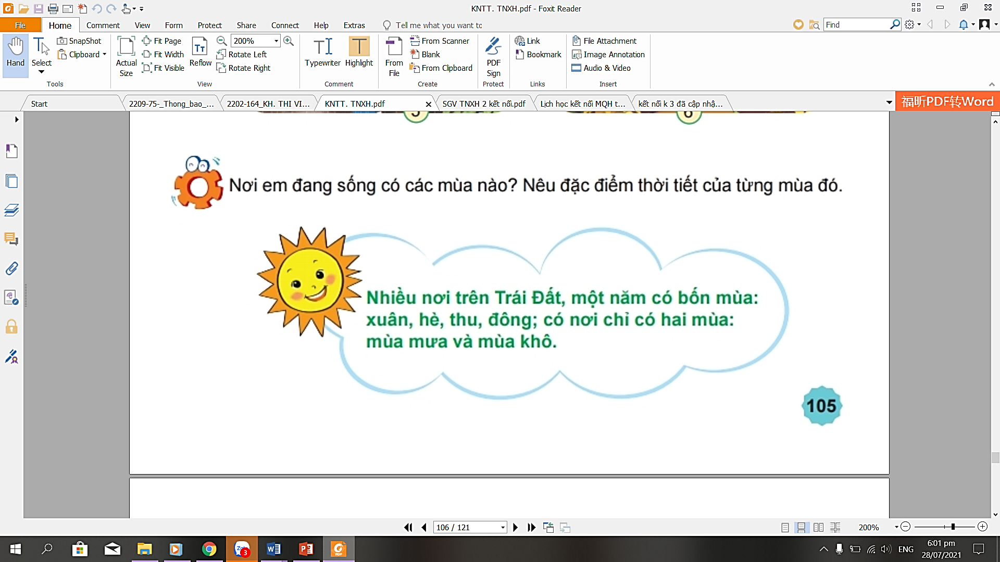 KNTT. TNXH.pdf - Foxit Reader
File Home Comment View Form Protect Share Connect Help Extras Tell me what you want to Find
Hand
Select
SnapShot
Clipboard
Tools
Actual Size
Fit Page
Fit Width
Fit Visible
Reflow
200%
Rotate Left
Rotate Right
View
Typewriter
Highlight
Comment
From File
From Scanner
Blank
From Clipboard
Create
PDF Sign
Protect
Link
Bookmark
Links
File Attachment
Image Annotation
Audio & Video
Insert
Start 2209-75-_Thong_bao_... 2202-164_KH. THI VI... KNTT. TNXH.pdf SGV TNXH 2 kết nối.pdf Lịch học kết nối MQH t... kết nối k 3 đã cập nhậ... 福昕PDF转Word
5 6
Nơi em đang sống có các mùa nào? Nêu đặc điểm thời tiết của từng mùa đó.
Nhiều nơi trên Trái Đất, một năm có bốn mùa:
xuân, hè, thu, đông; có nơi chỉ có hai mùa:
mùa mưa và mùa khô.
105
106 / 121 200%
3
ENG
6:01 pm
28/07/2021